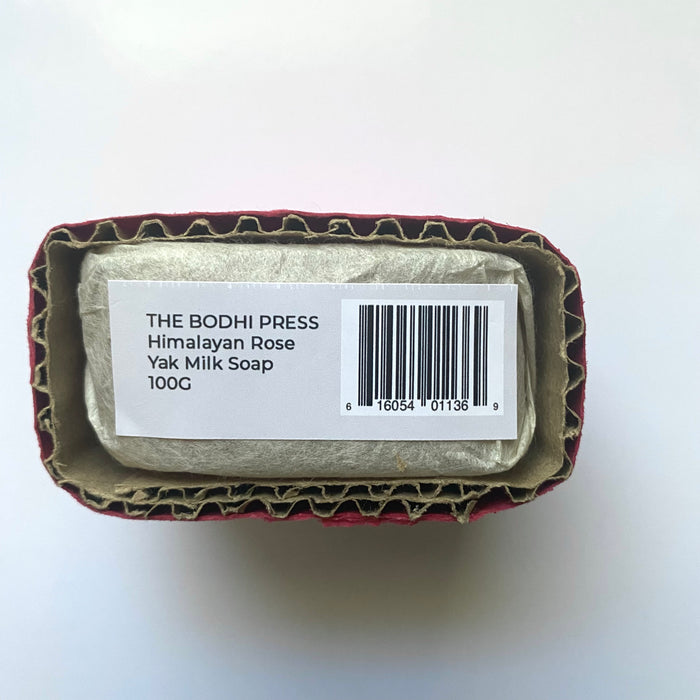 THE BODHI PRESS
Himalayan Rose
Yak Milk Soap
100G
6 16054 01136 9